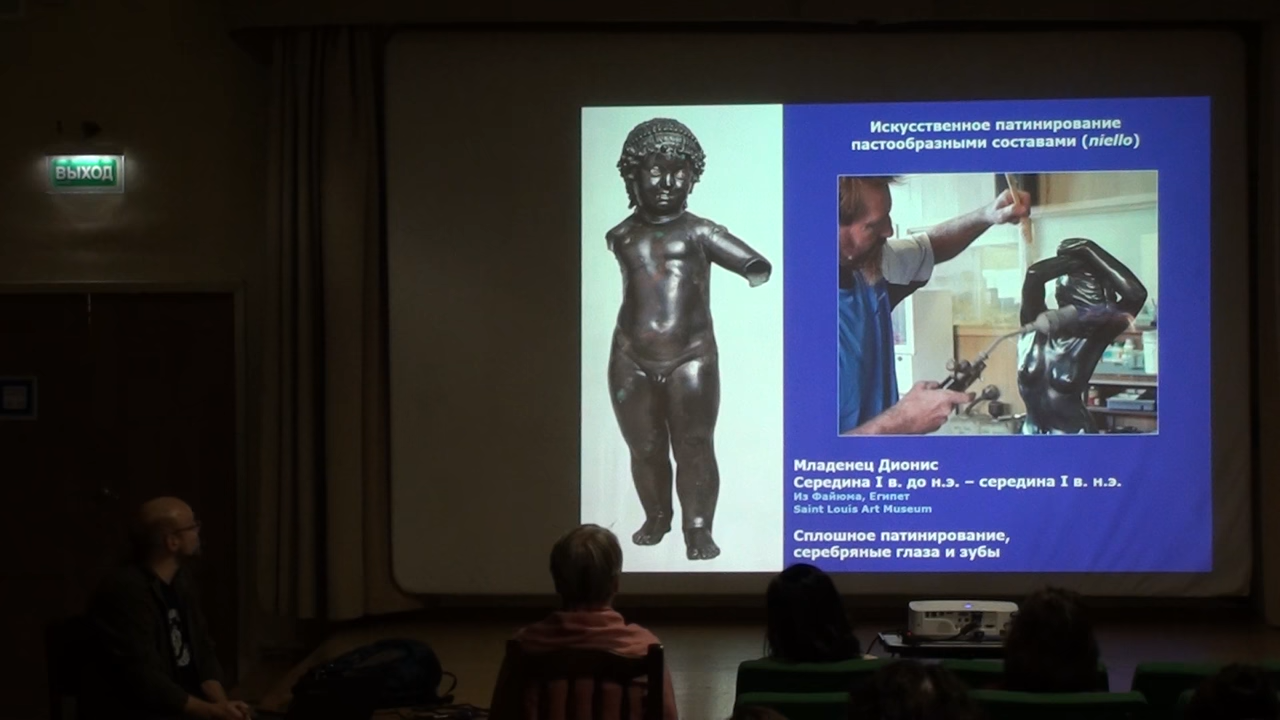 ВЫХОД
Искусственное патинирование
пастообразными составами (niello)
Младенец Дионис
Середина I в. до н.э. – середина I в. н.э.
Из Файюма, Египет
Saint Louis Art Museum
Сплошное патинирование,
серебряные глаза и зубы